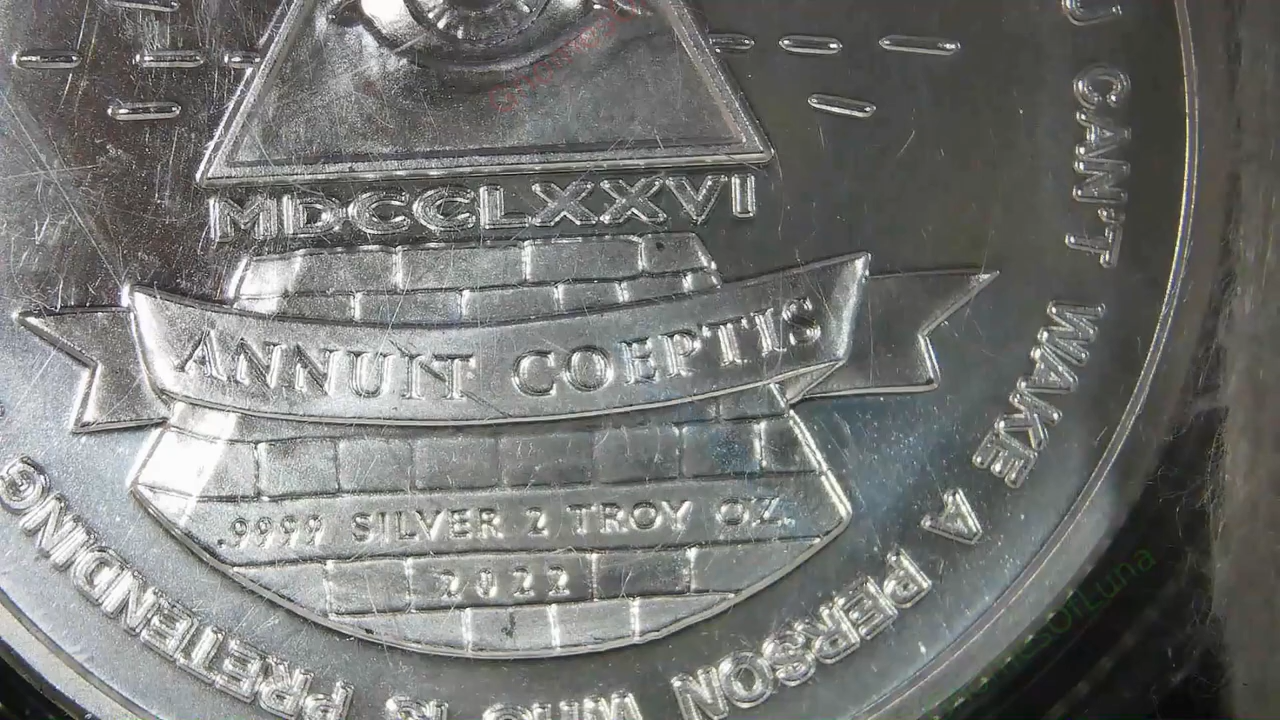 MDCCLXXVI
ANNUIT COEPTIS
.9999 SILVER 2 TROY OZ.
2022
CAN'T WAKE A PERSON WHO IS PRETENDING